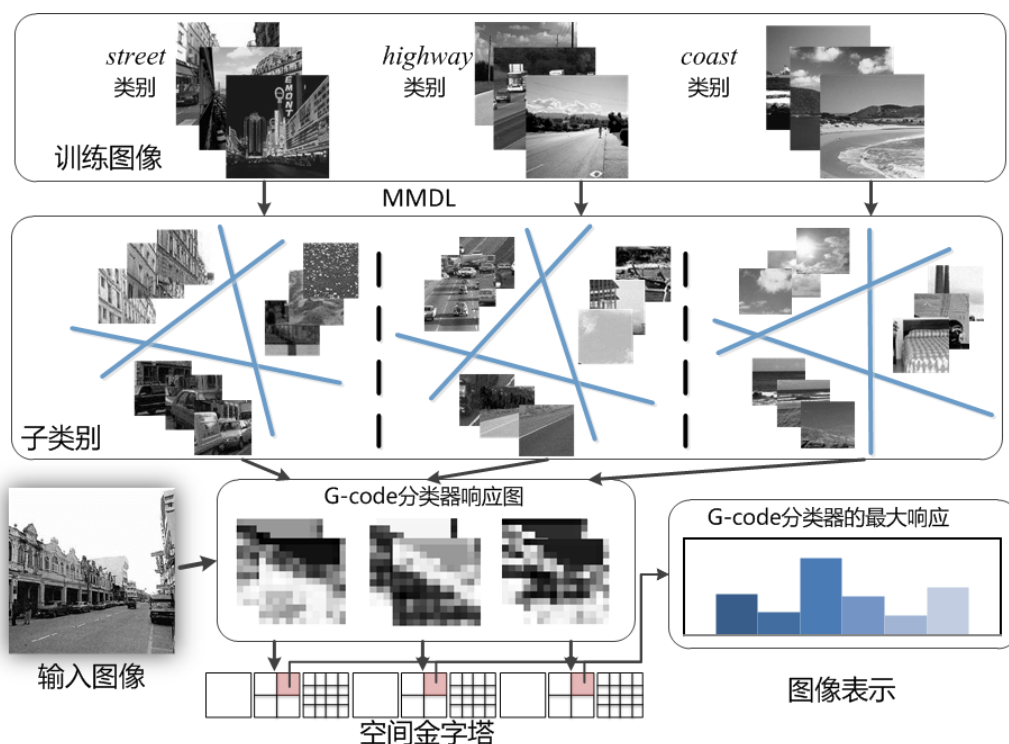 street
类别
highway
类别
coast
类别
EMONT
训练图像
MMDL
子类别
G-code分类器响应图
G-code分类器的最大响应
输入图像
图像表示
空间金字塔